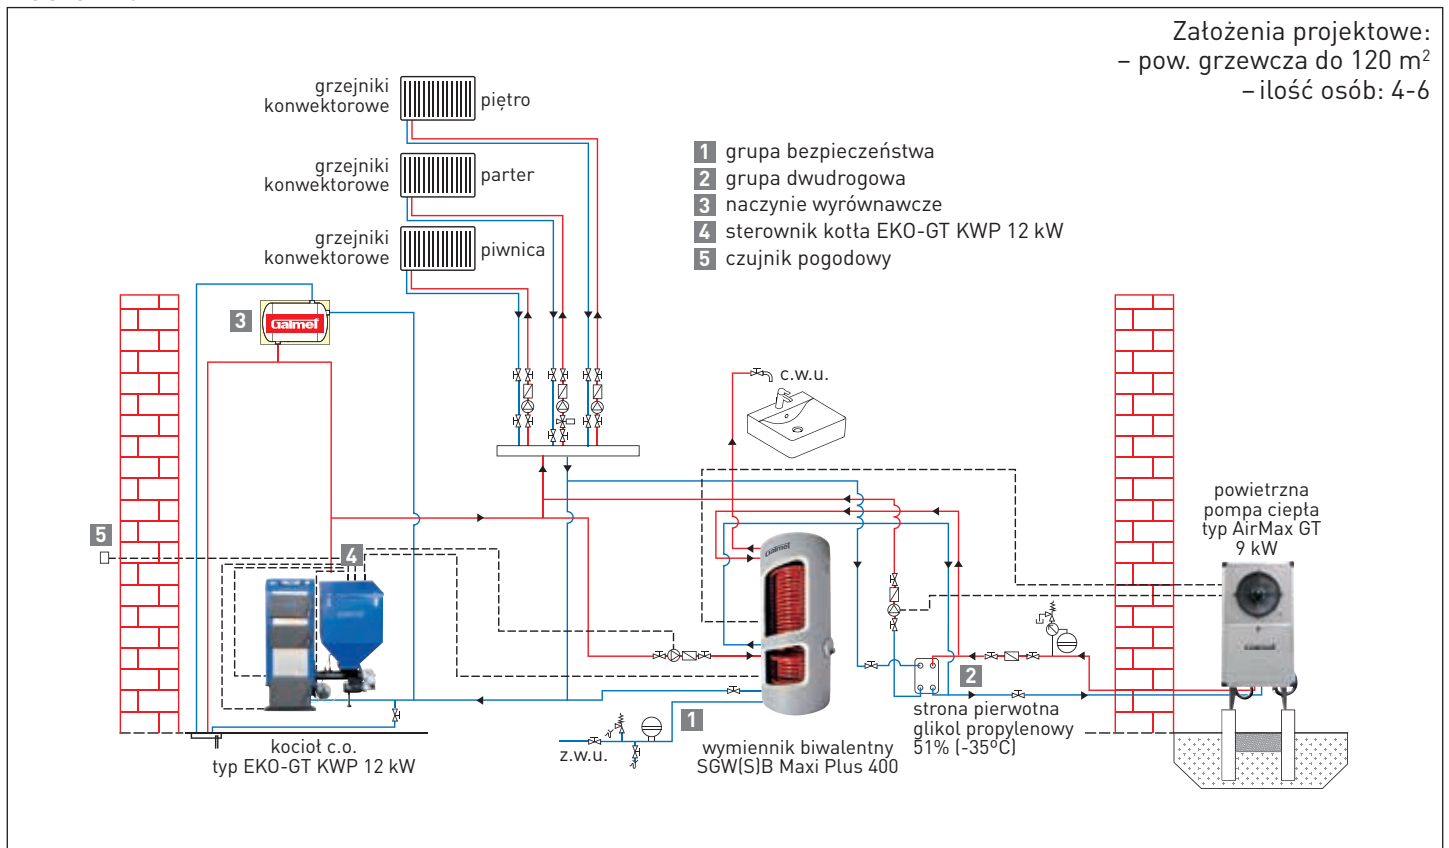 Założenia projektowe:
– pow. grzewcza do 120 m²
– ilość osób: 4-6
grzejniki
konwektorowe
piętro
grzejniki
konwektorowe
parter
grzejniki
konwektorowe
piwnica
1 grupa bezpieczeństwa
2 grupa dwudrogowa
3 naczynie wyrównawcze
4 sterownik kotła EKO-GT KWP 12 kW
5 czujnik pogodowy
3
Galmet
c.w.u.
5
4
Galmet
powietrzna
pompa ciepła
typ AirMax GT
9 kW
2
strona pierwotna
glikol propylenowy
51% (-35ºC)
1
z.w.u.
kocioł c.o.
typ EKO-GT KWP 12 kW
wymiennik biwalentny
SGW(S)B Maxi Plus 400